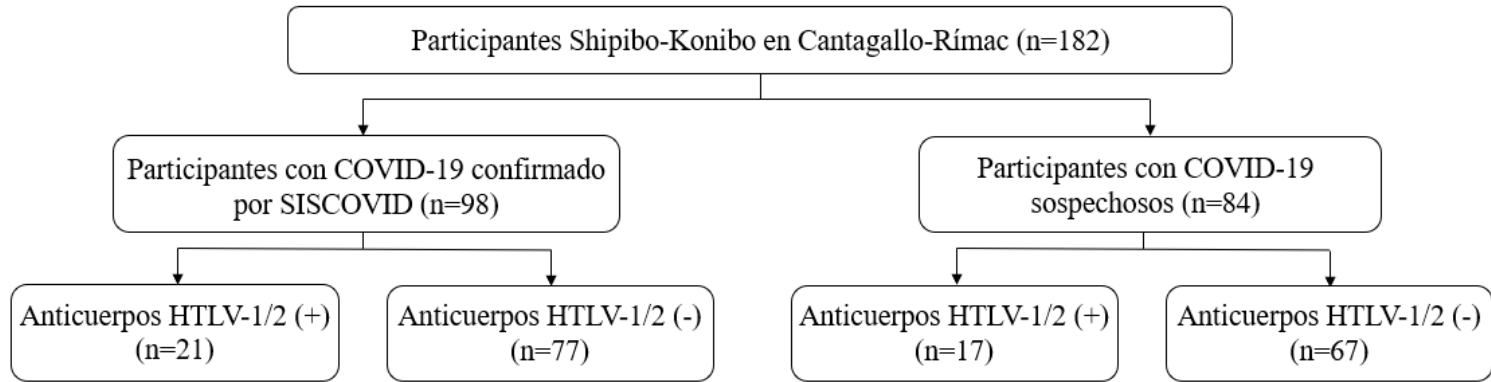 Participantes Shipibo-Konibo en Cantagallo-Rímac (n=182)
Participantes con COVID-19 confirmado
por SISCOVID (n=98)
Participantes con COVID-19
sospechosos (n=84)
Anticuerpos HTLV-1/2 (+)
(n=21)
Anticuerpos HTLV-1/2 (-)
(n=77)
Anticuerpos HTLV-1/2 (+)
(n=17)
Anticuerpos HTLV-1/2 (-)
(n=67)